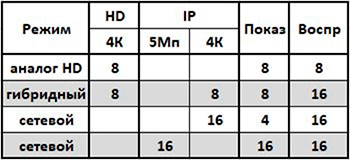 Режим HD IP Показ Воспр
4К 5Мп 4К
аналог HD 8 8 8
гибридный 8 8 8 16
сетевой 16 4 16
сетевой 16 16 16